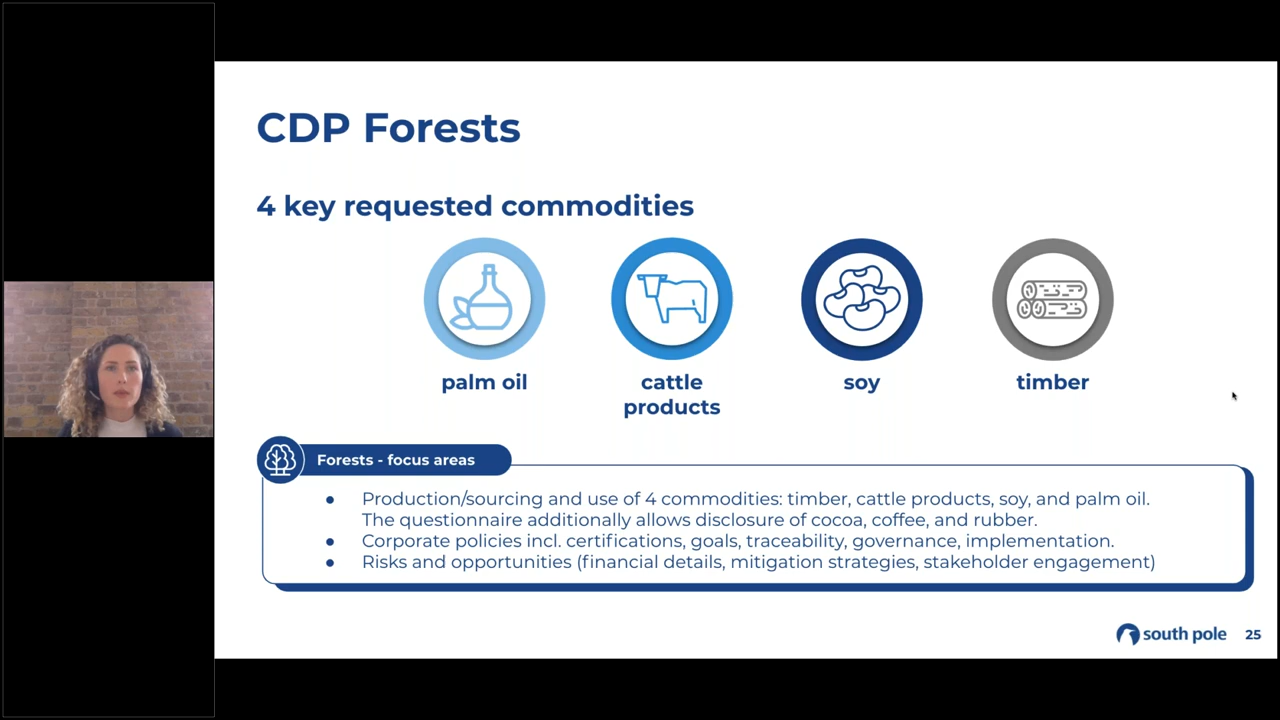 CDP Forests
4 key requested commodities
palm oil
cattle
products
soy
timber
Forests - focus areas
● Production/sourcing and use of 4 commodities: timber, cattle products, soy, and palm oil.
The questionnaire additionally allows disclosure of cocoa, coffee, and rubber.
● Corporate policies incl. certifications, goals, traceability, governance, implementation.
● Risks and opportunities (financial details, mitigation strategies, stakeholder engagement)
south pole 25